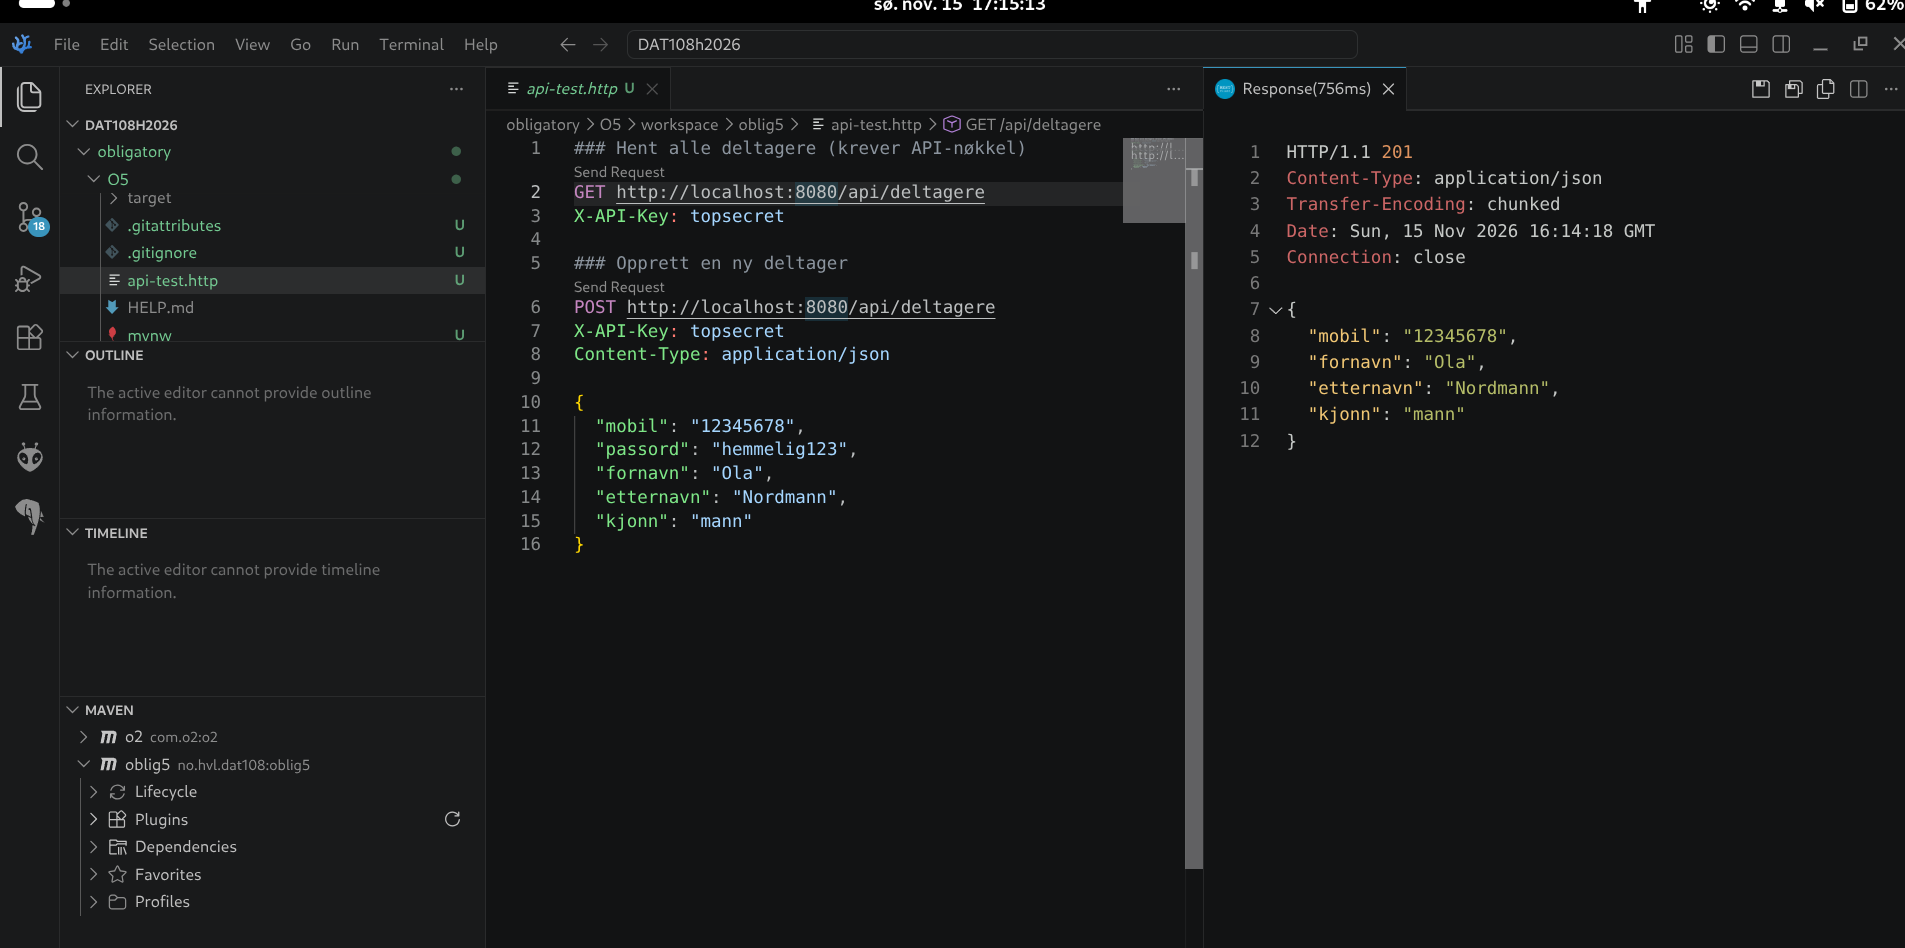 sø. nov. 15 17:15:13
62%
File Edit Selection View Go Run Terminal Help
DAT108h2026
EXPLORER
DAT108H2026
obligatory
O5
target
.gitattributes U
.gitignore U
api-test.http U
HELP.md
mvnw U
18
OUTLINE
The active editor cannot provide outline
information.
TIMELINE
The active editor cannot provide timeline
information.
MAVEN
o2 com.o2:o2
oblig5 no.hvl.dat108:oblig5
Lifecycle
Plugins
Dependencies
Favorites
Profiles
api-test.http U
obligatory > O5 > workspace > oblig5 > api-test.http > GET /api/deltagere
1 ### Hent alle deltagere (krever API-nøkkel)
Send Request
2 GET http://localhost:8080/api/deltagere
3 X-API-Key: topsecret
4
5 ### Opprett en ny deltager
Send Request
6 POST http://localhost:8080/api/deltagere
7 X-API-Key: topsecret
8 Content-Type: application/json
9
10 {
11 "mobil": "12345678",
12 "passord": "hemmelig123",
13 "fornavn": "Ola",
14 "etternavn": "Nordmann",
15 "kjonn": "mann"
16 }
Response(756ms)
1 HTTP/1.1 201
2 Content-Type: application/json
3 Transfer-Encoding: chunked
4 Date: Sun, 15 Nov 2026 16:14:18 GMT
5 Connection: close
6
7 {
8 "mobil": "12345678",
9 "fornavn": "Ola",
10 "etternavn": "Nordmann",
11 "kjonn": "mann"
12 }